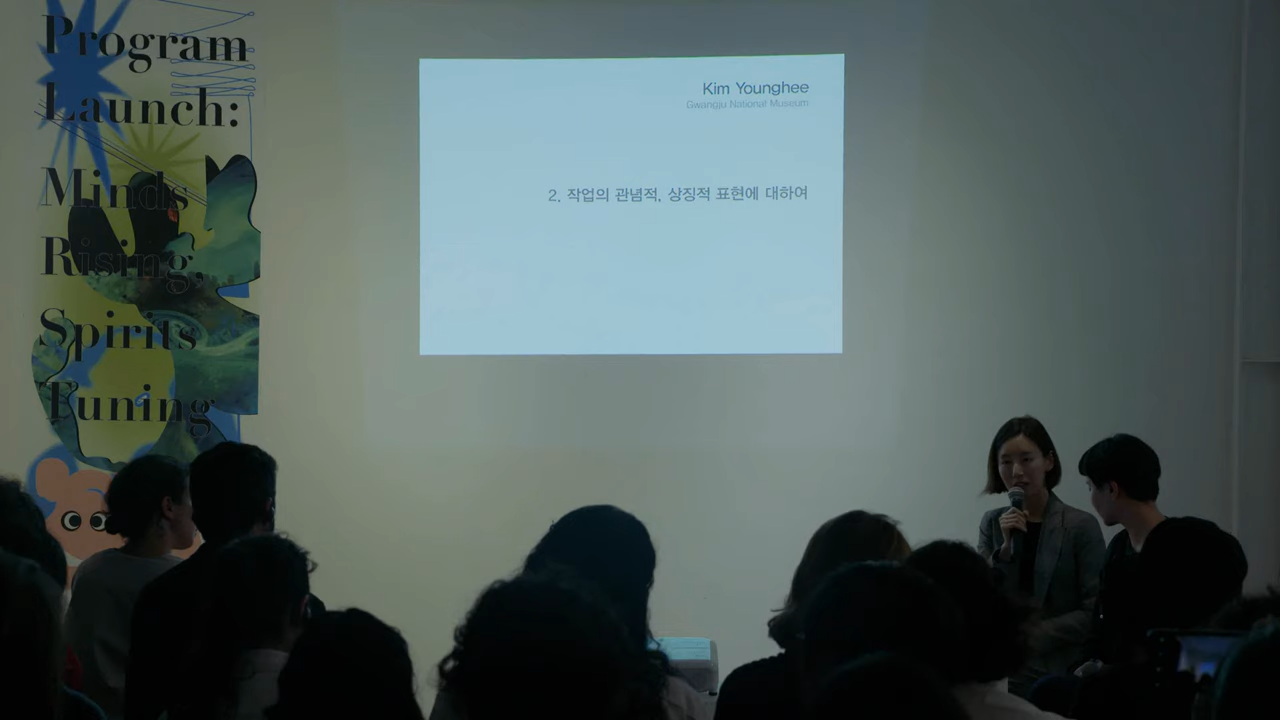 Program
Launch:
Minds
Rising,
Spirits
Tuning
Kim Younghee
Gwangju National Museum
2. 작업의 관념적, 상징적 표현에 대하여